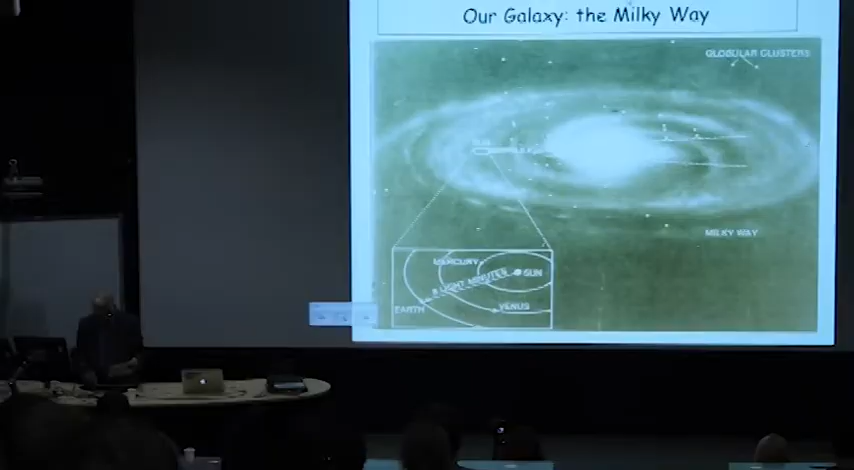 Our Galaxy: the Milky Way
GLOBULAR CLUSTERS
MILKY WAY
MERCURY
SUN
8 LIGHT MINUTES
EARTH
VENUS